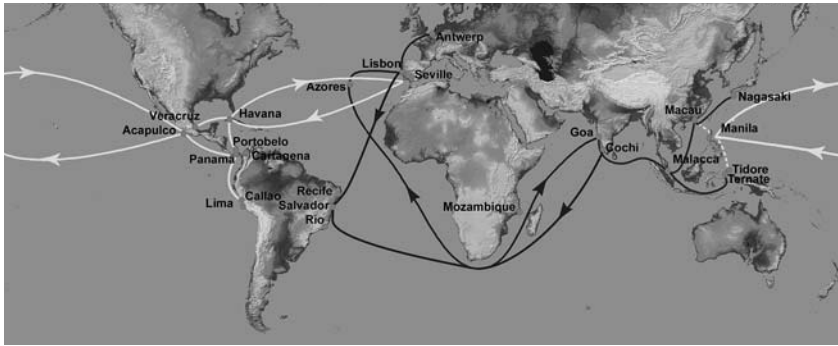 Antwerp
Lisbon
Seville
Azores
Nagasaki
Veracruz
Havana
Macau
Acapulco
Goa
Manila
Portobelo
Panama
Cartagena
Cochi
Malacca
Tidore
Ternate
Lima
Callao
Recife
Salvador
Rio
Mozambique